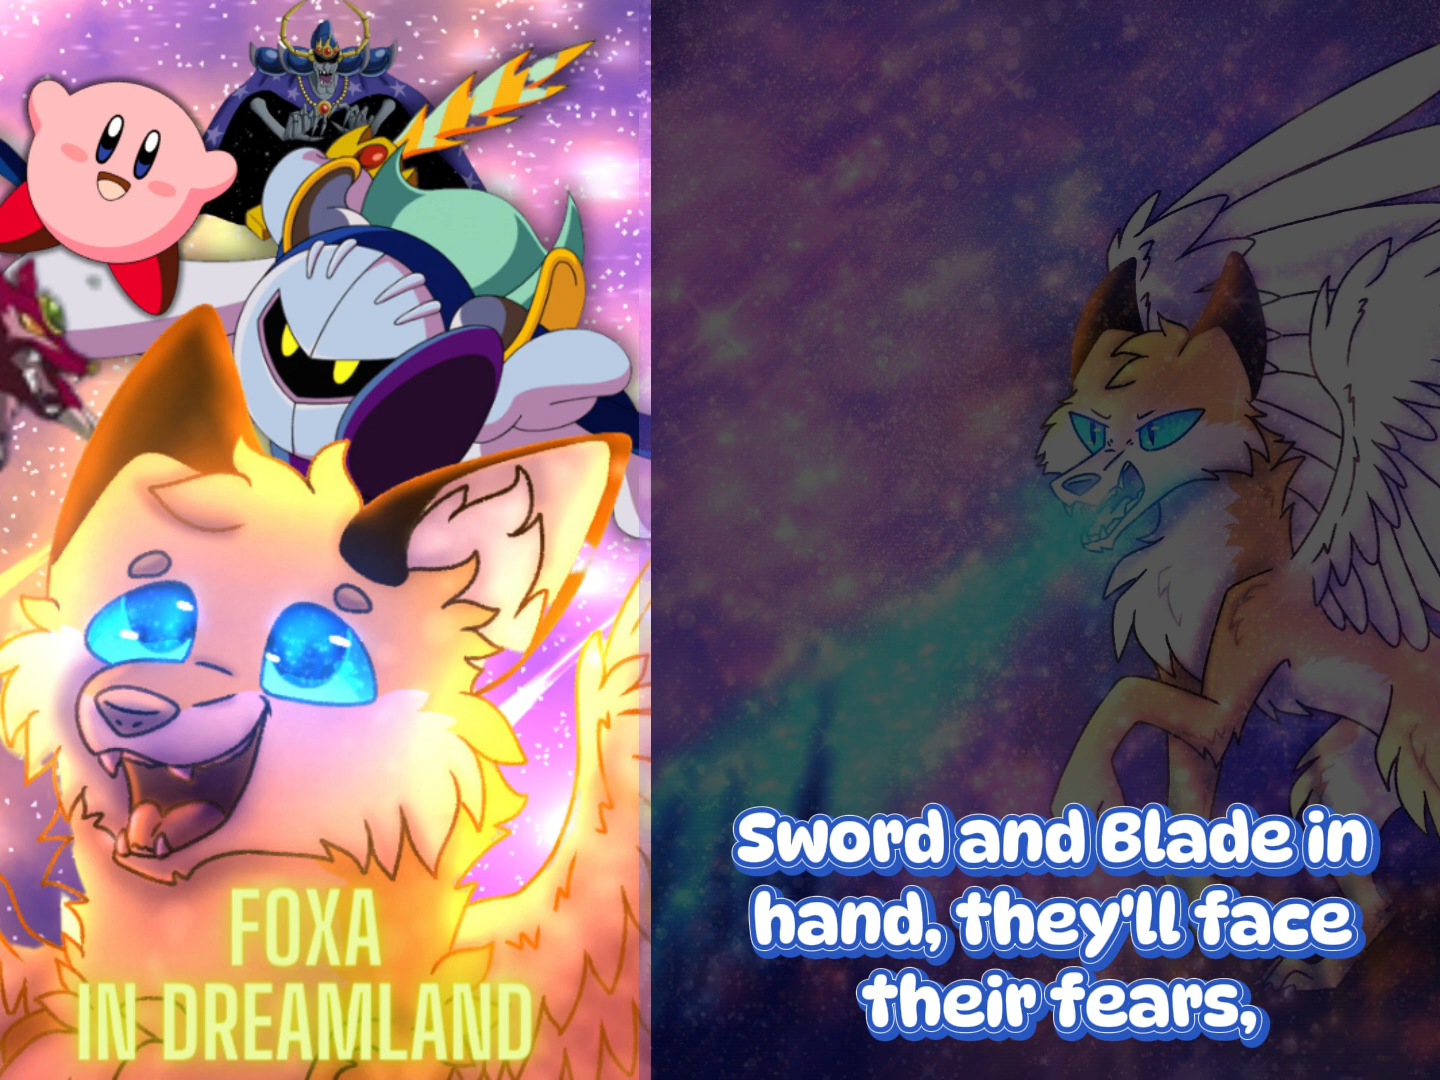 FOXA
IN DREAMLAND
Sword and Blade in
hand, they'll face
their fears,